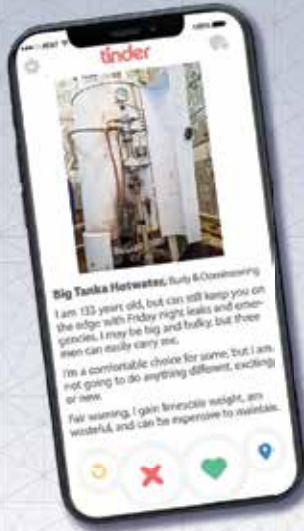 tinder
Big Tanka Hotwater, Burly & Domineering
I am 133 years old, but can still keep you on
the edge with Friday night leaks and emer-
gencies. I may be big and bulky, but three
men can easily carry me.
I'm a comfortable choice for some, but I am
not going to do anything different, exciting
or new.
Fair warning, I gain limescale weight, am
wasteful, and can be expensive to maintain.